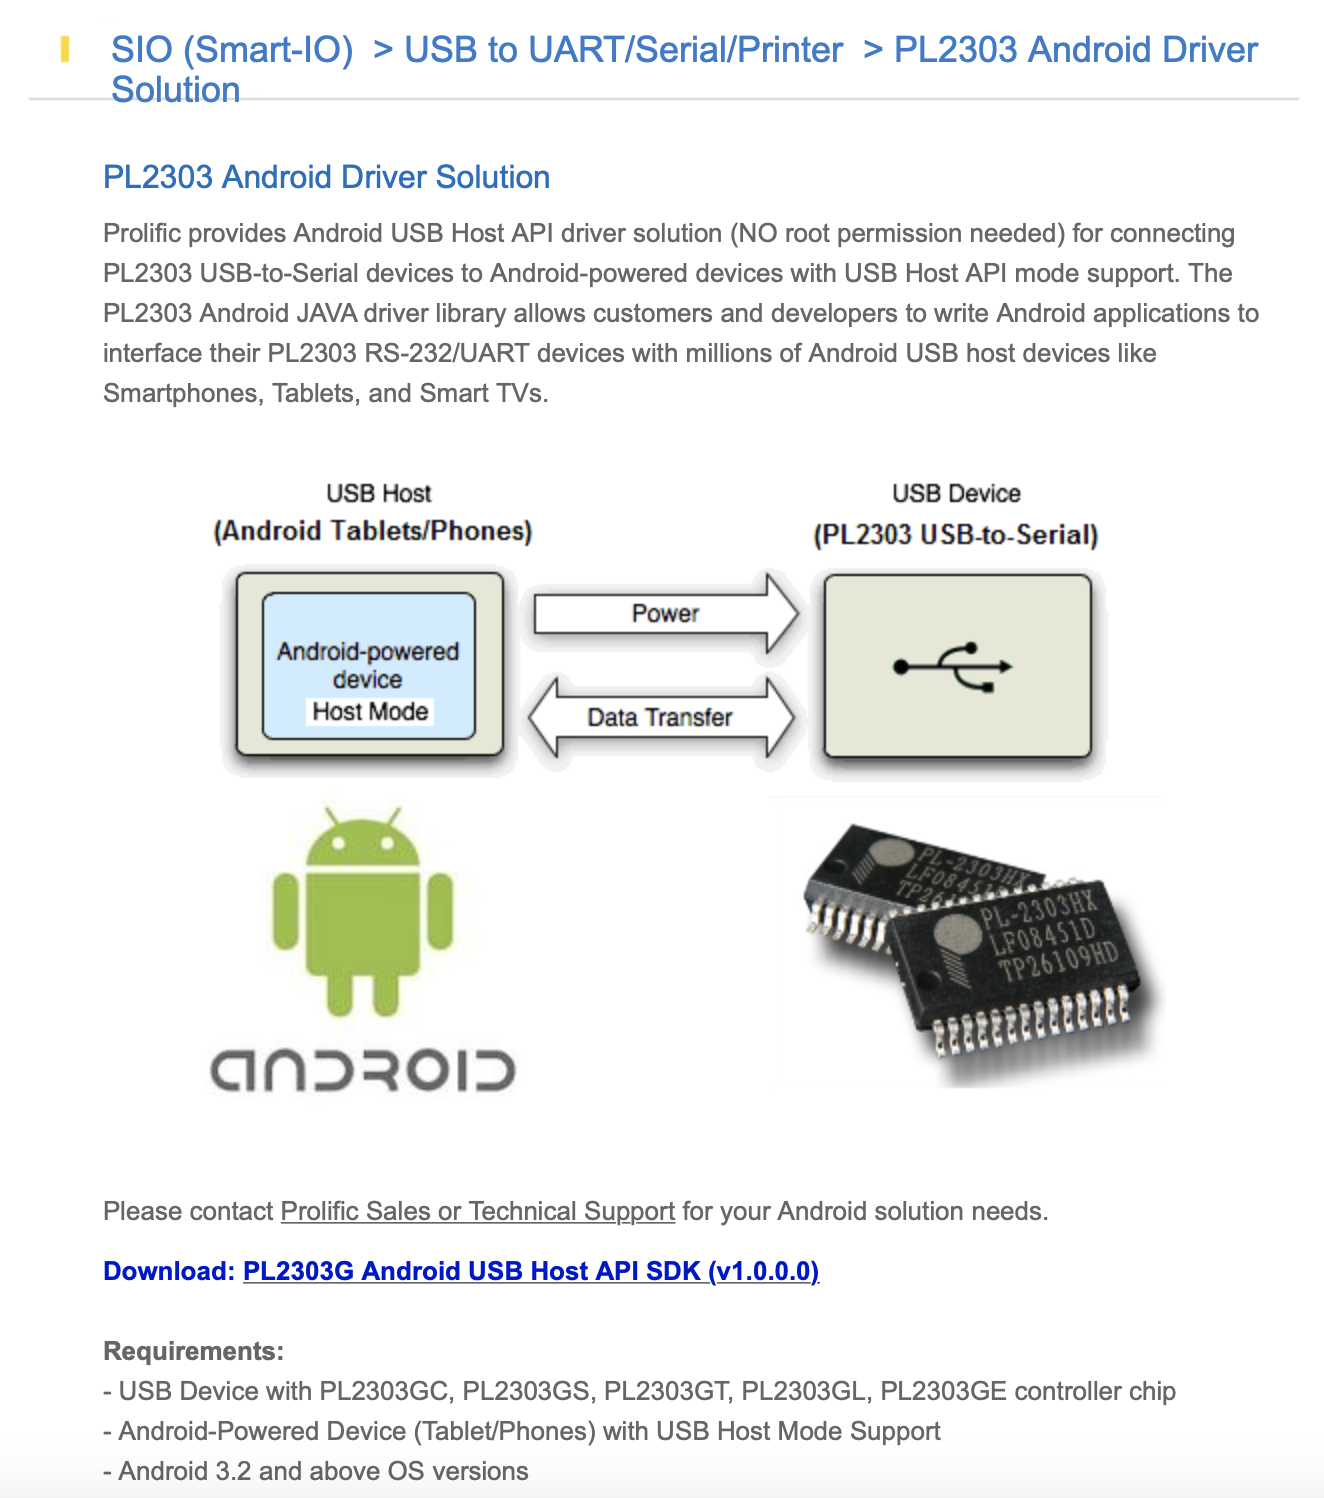 SIO (Smart-IO) > USB to UART/Serial/Printer > PL2303 Android Driver
Solution
PL2303 Android Driver Solution
Prolific provides Android USB Host API driver solution (NO root permission needed) for connecting
PL2303 USB-to-Serial devices to Android-powered devices with USB Host API mode support. The
PL2303 Android JAVA driver library allows customers and developers to write Android applications to
interface their PL2303 RS-232/UART devices with millions of Android USB host devices like
Smartphones, Tablets, and Smart TVs.
USB Host
(Android Tablets/Phones)
USB Device
(PL2303 USB-to-Serial)
Android-powered
device
Host Mode
Power
Data Transfer
ANDROID
PL-2303HX
LF08451
TP261
PL-2303HX
LF08451D
TP26109HD
Please contact Prolific Sales or Technical Support for your Android solution needs.
Download: PL2303G Android USB Host API SDK (v1.0.0.0)
Requirements:
- USB Device with PL2303GC, PL2303GS, PL2303GT, PL2303GL, PL2303GE controller chip
- Android-Powered Device (Tablet/Phones) with USB Host Mode Support
- Android 3.2 and above OS versions